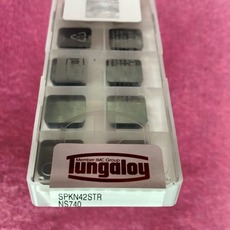 Member IMC Group
Tungaloy
SPKN42STR
NS740